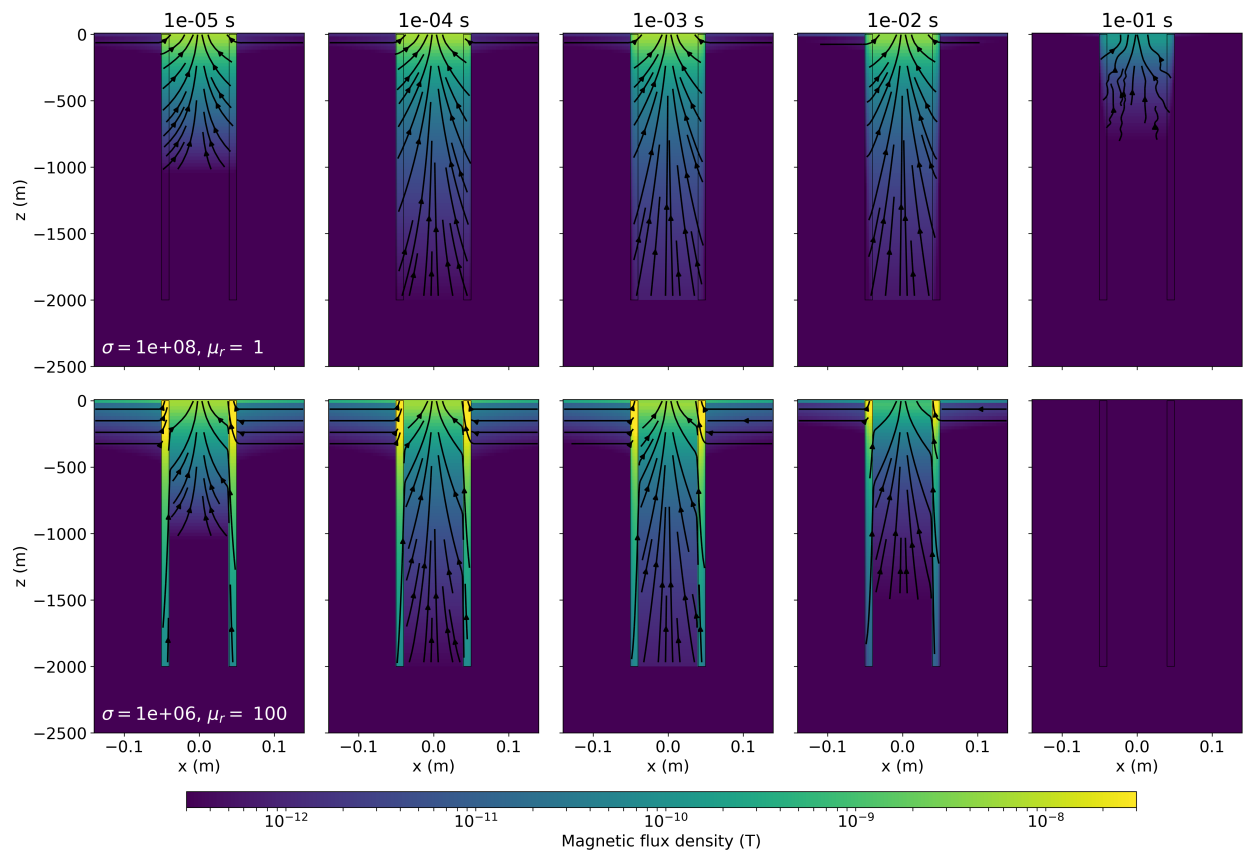 1e-05 s 1e-04 s 1e-03 s 1e-02 s 1e-01 s
0
−500
−1000
−1500
−2000
−2500
z (m)
σ = 1e+08, μr = 1
0
−500
−1000
−1500
−2000
−2500
z (m)
σ = 1e+06, μr = 100
−0.1 0.0 0.1 −0.1 0.0 0.1 −0.1 0.0 0.1 −0.1 0.0 0.1 −0.1 0.0 0.1
x (m) x (m) x (m) x (m) x (m)
10⁻¹² 10⁻¹¹ 10⁻¹⁰ 10⁻⁹ 10⁻⁸
Magnetic flux density (T)